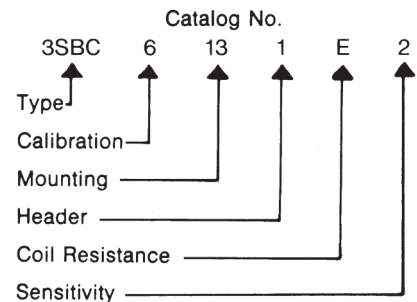 Catalog No.
3SBC 6 13 1 E 2
Type
Calibration
Mounting
Header
Coil Resistance
Sensitivity